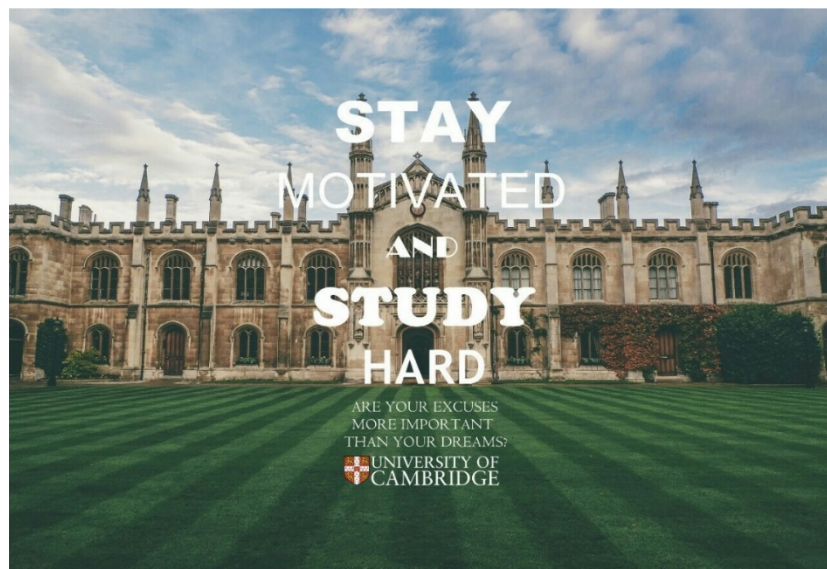 STAY
MOTIVATED
AND
STUDY
HARD
ARE YOUR EXCUSES
MORE IMPORTANT
THAN YOUR DREAMS?
UNIVERSITY OF
CAMBRIDGE